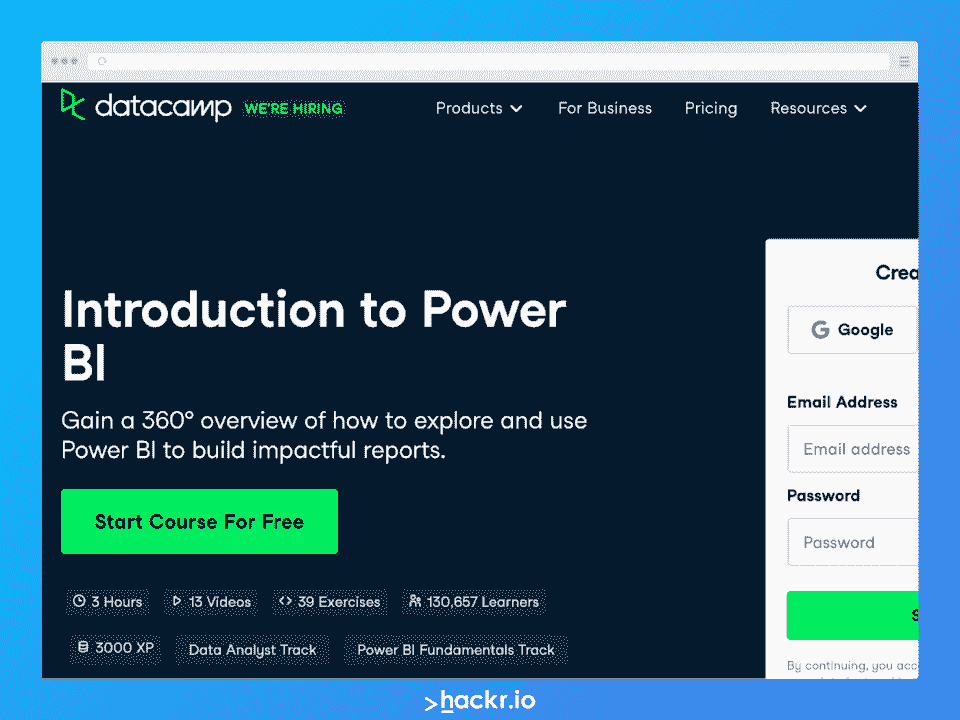 datacamp WE'RE HIRING Products For Business Pricing Resources
Introduction to Power
BI
Gain a 360° overview of how to explore and use
Power BI to build impactful reports.
Start Course For Free
3 Hours 13 Videos 39 Exercises 130,657 Learners
3000 XP Data Analyst Track Power BI Fundamentals Track
Crea
Google
Email Address
Email address
Password
Password
S
By continuing, you acc
>hackr.io